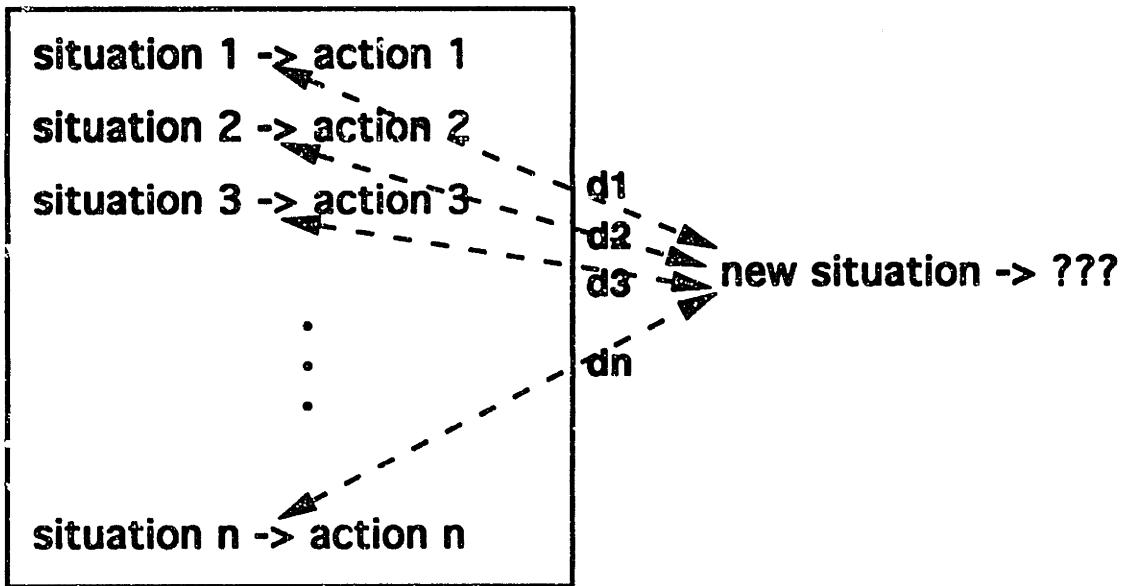 situation 1 -> action 1
situation 2 -> action 2
situation 3 -> action 3
d1
d2
d3
new situation -> ???
dn
situation n -> action n